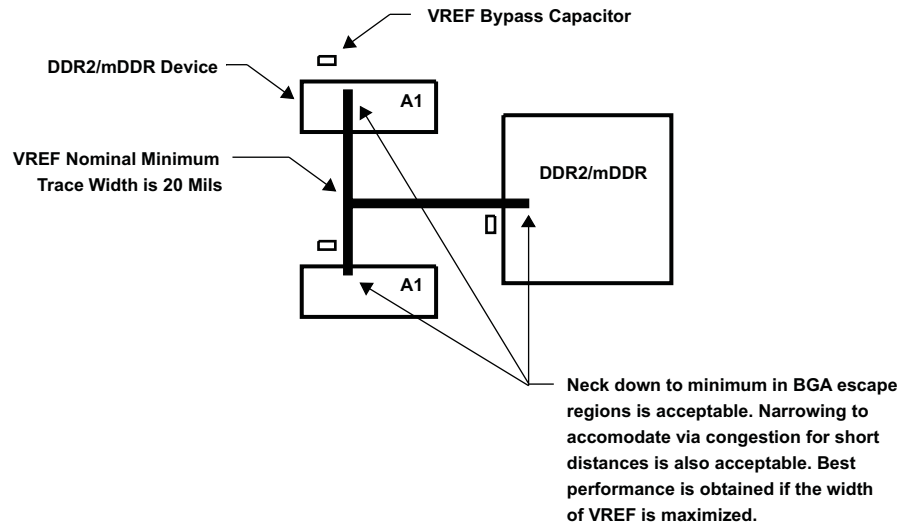 VREF Bypass Capacitor
DDR2/mDDR Device
A1
VREF Nominal Minimum
Trace Width is 20 Mils
DDR2/mDDR
A1
Neck down to minimum in BGA escape
regions is acceptable. Narrowing to
accomodate via congestion for short
distances is also acceptable. Best
performance is obtained if the width
of VREF is maximized.